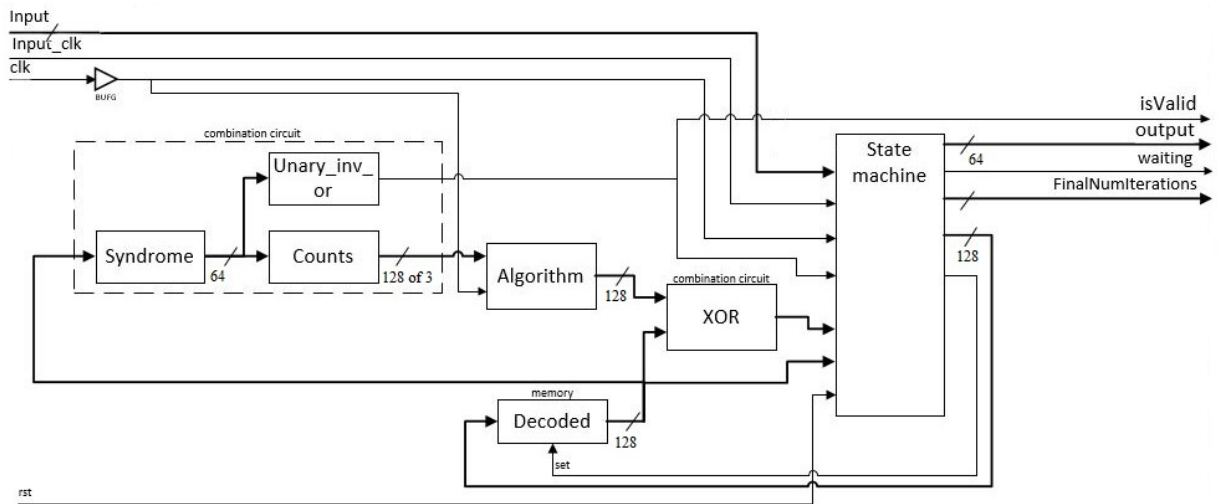 Input
Input_clk
clk
BUFG
isValid
combination circuit
output
State
machine
64
waiting
Unary_inv_
or
FinalNumIterations
Syndrome
64
Counts
128 of 3
Algorithm
128
128
combination circuit
XOR
memory
Decoded
128
set
rst